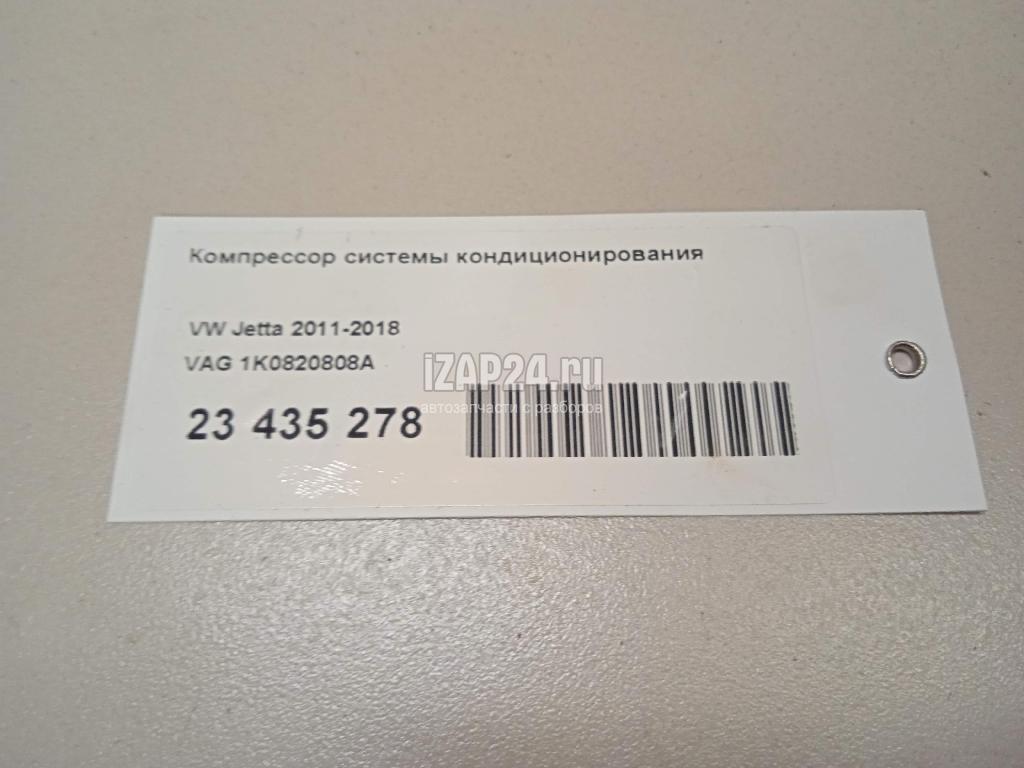 Компрессор системы кондиционирования
VW Jetta 2011-2018
VAG 1K0820808A
iZAP24.ru
автозапчасти с разборов
23 435 278